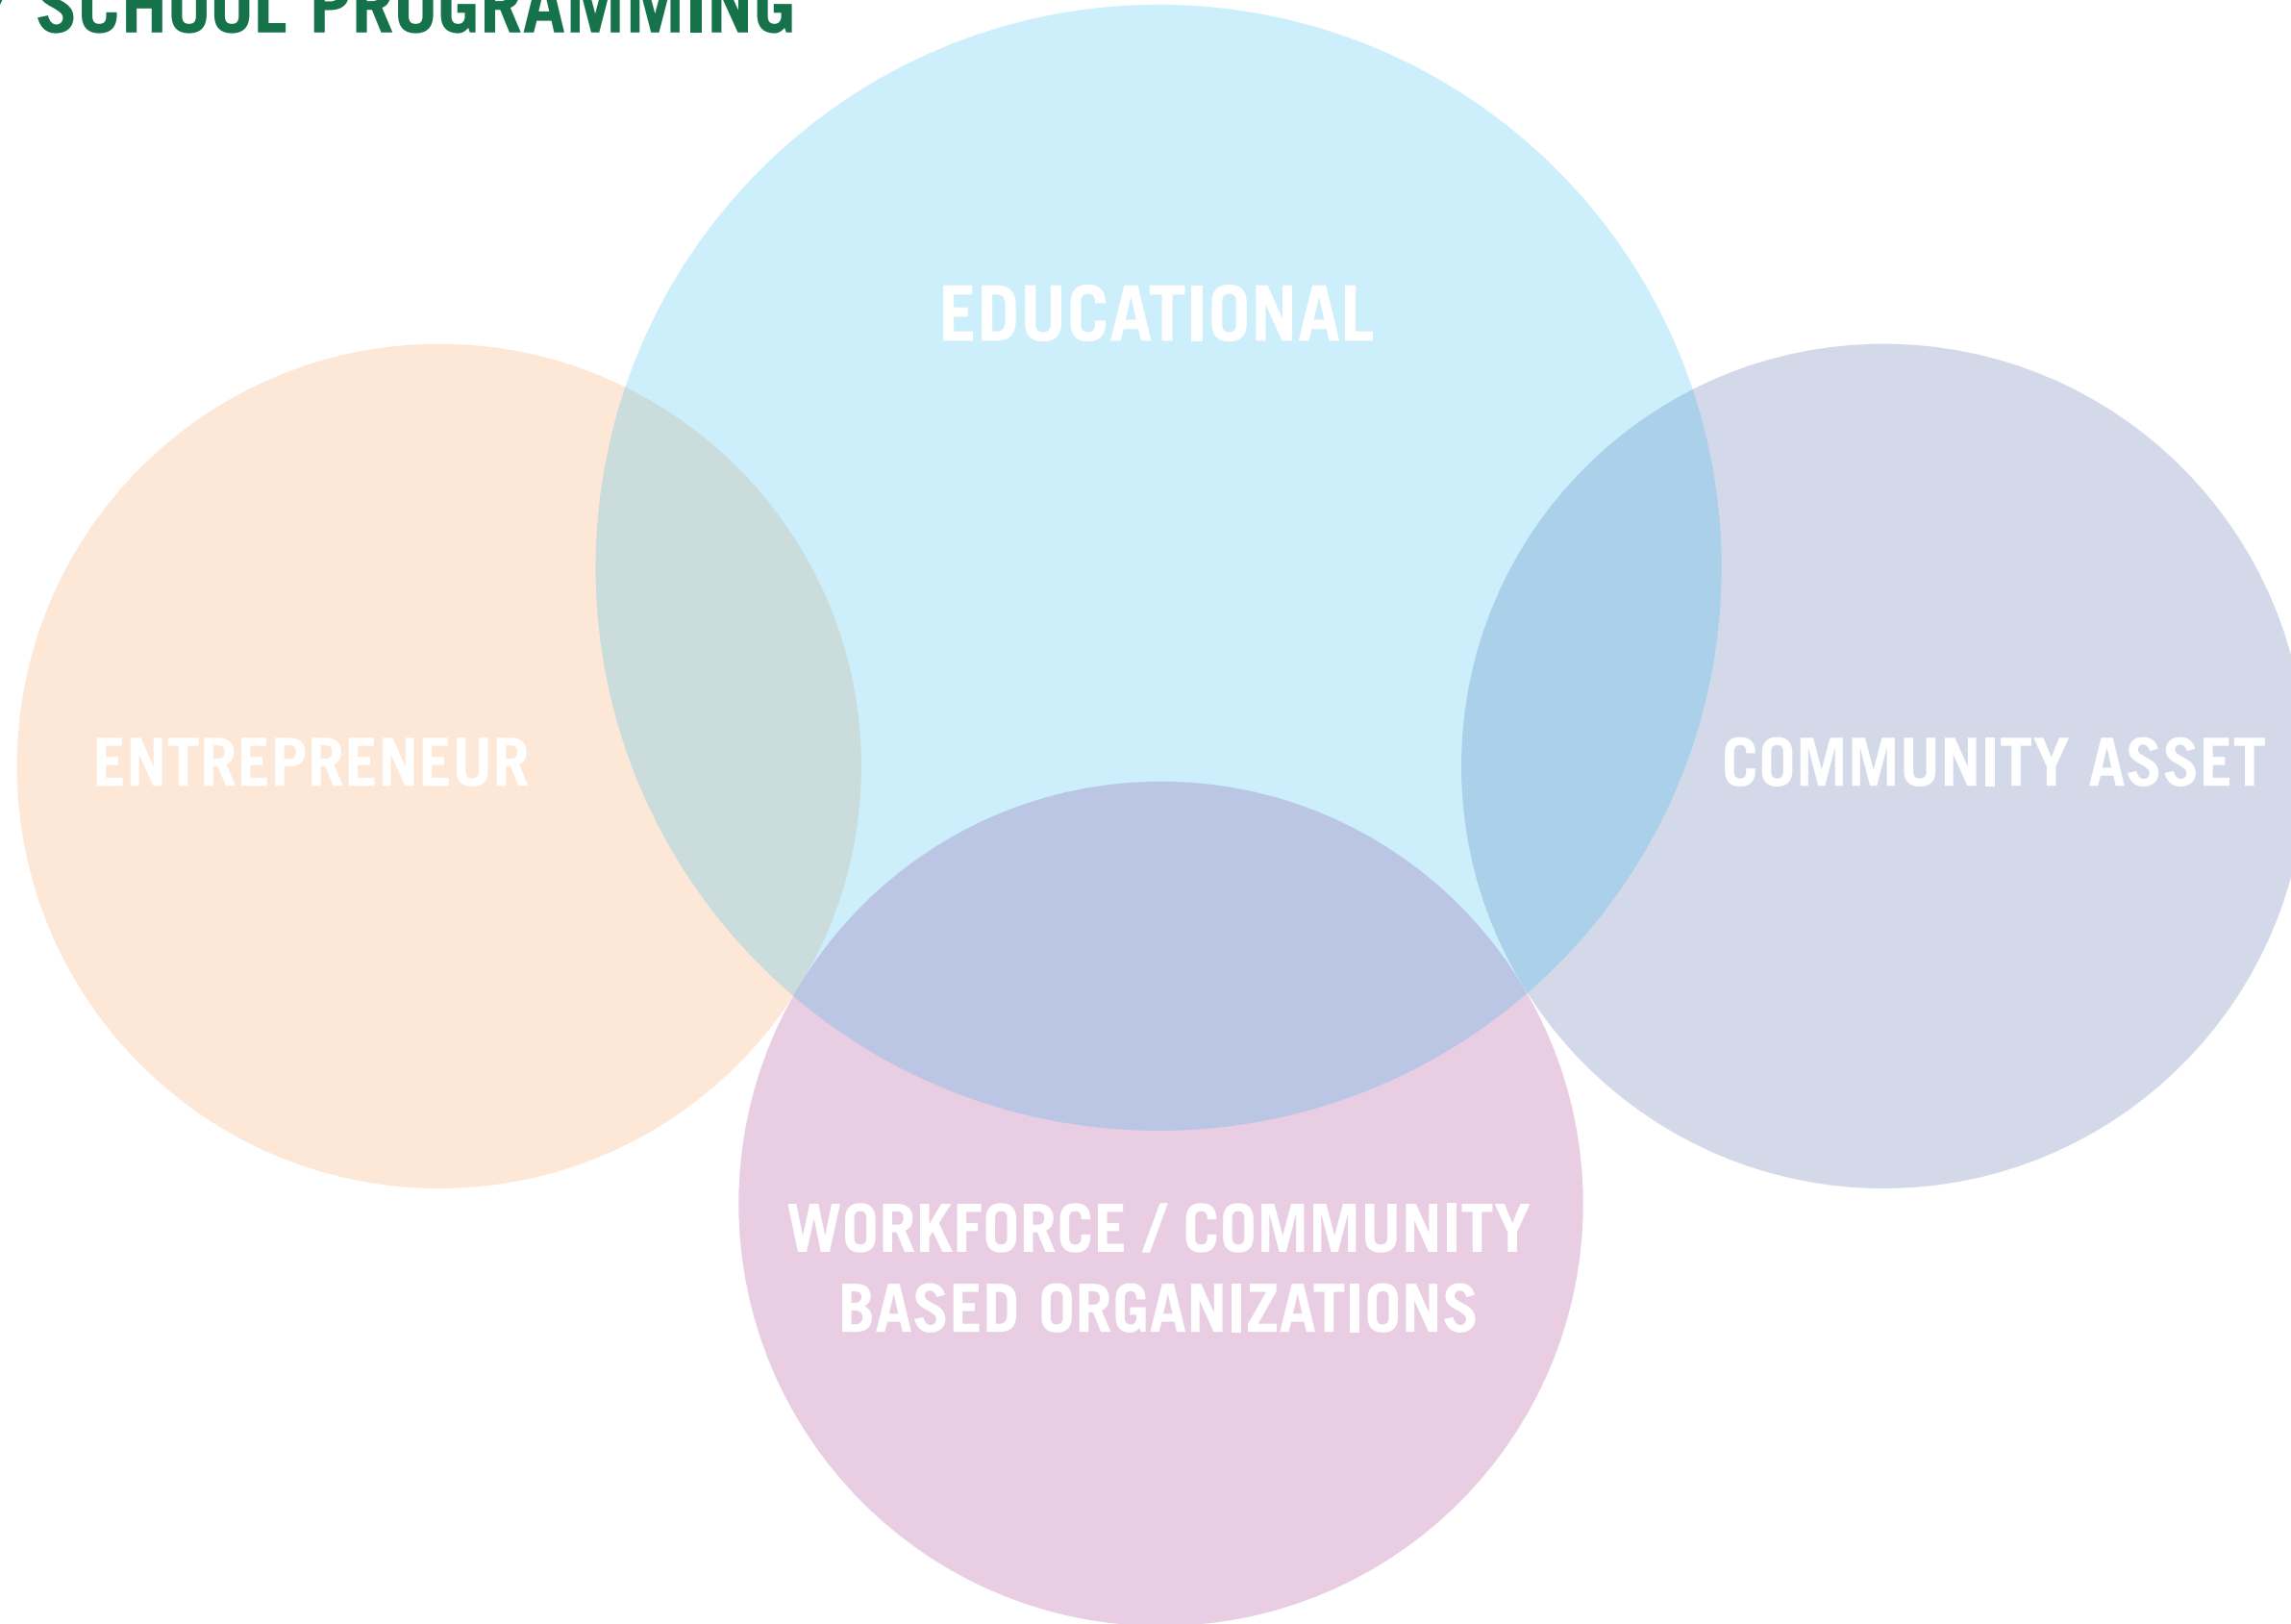 SCHOOL PROGRAMMING
EDUCATIONAL
ENTREPRENEUR
COMMUNITY ASSET
WORKFORCE / COMMUNITY
BASED ORGANIZATIONS